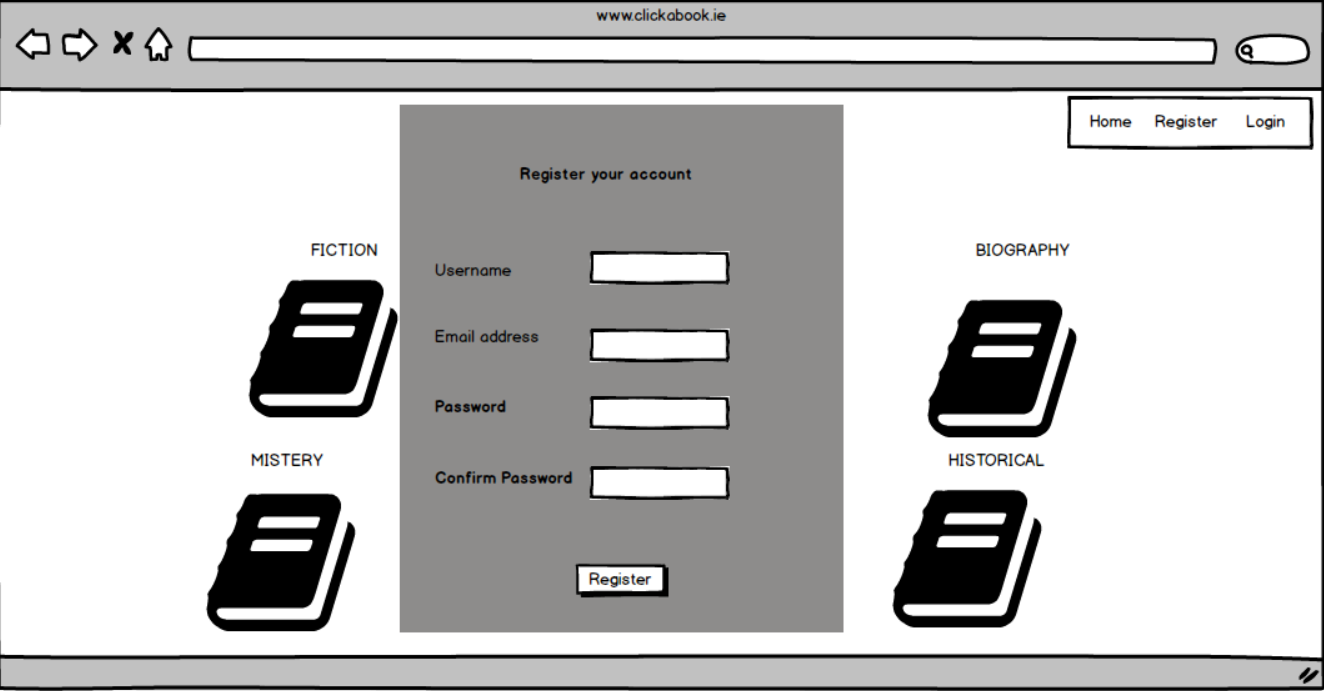 www.clickabook.ie
Home Register Login
Register your account
FICTION
BIOGRAPHY
Username
Email address
Password
MISTERY
HISTORICAL
Confirm Password
Register